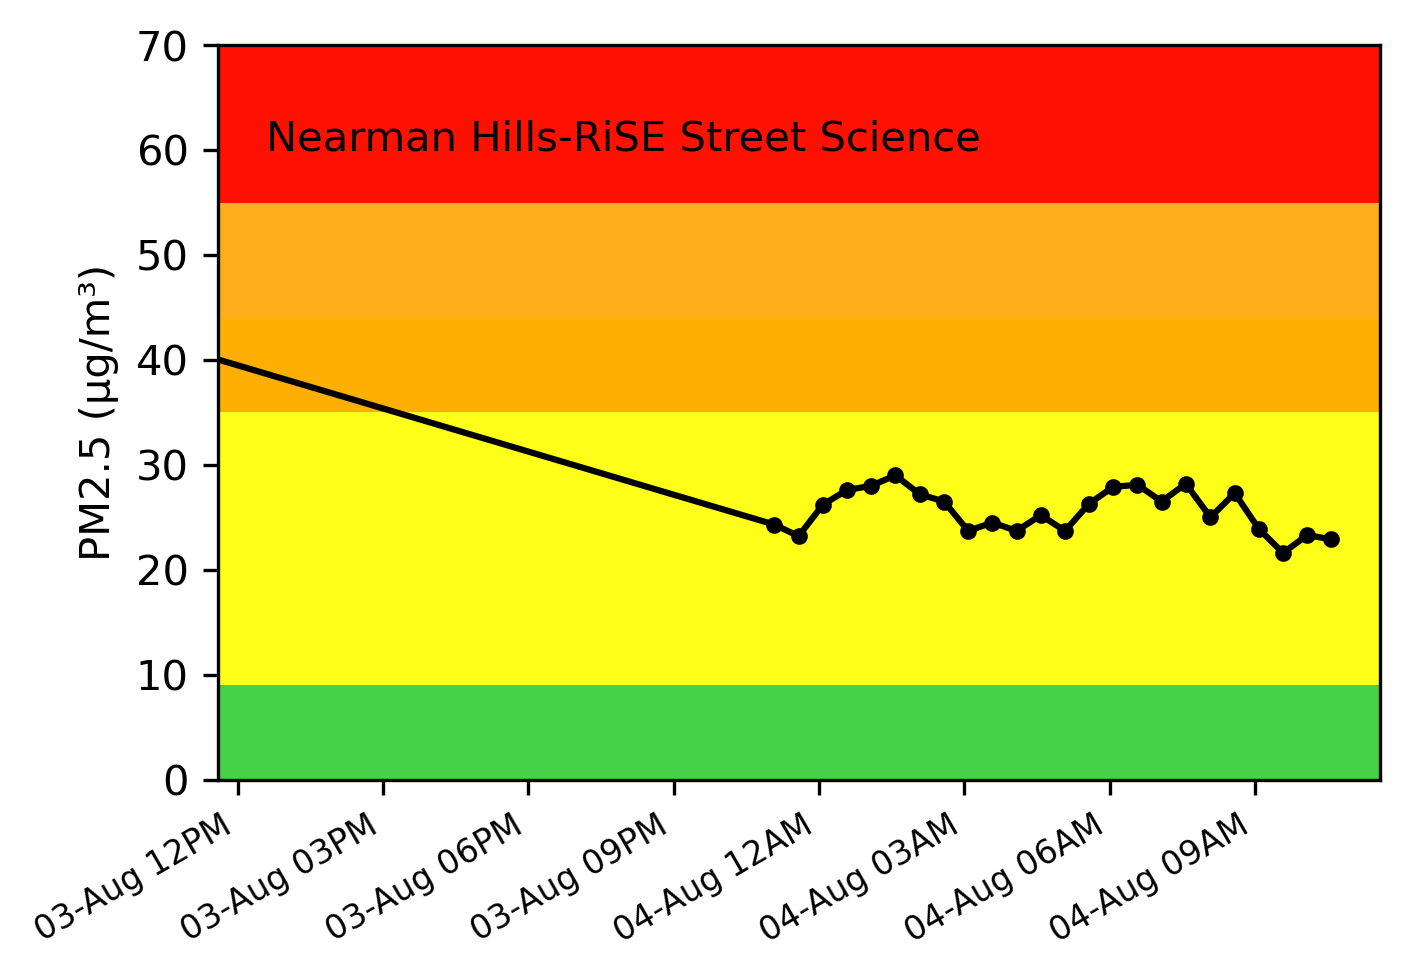 70
Nearman Hills-RiSE Street Science
60
50
40
30
20
10
0
PM2.5 (µg/m³)
03-Aug 12PM
03-Aug 03PM
03-Aug 06PM
03-Aug 09PM
04-Aug 12AM
04-Aug 03AM
04-Aug 06AM
04-Aug 09AM